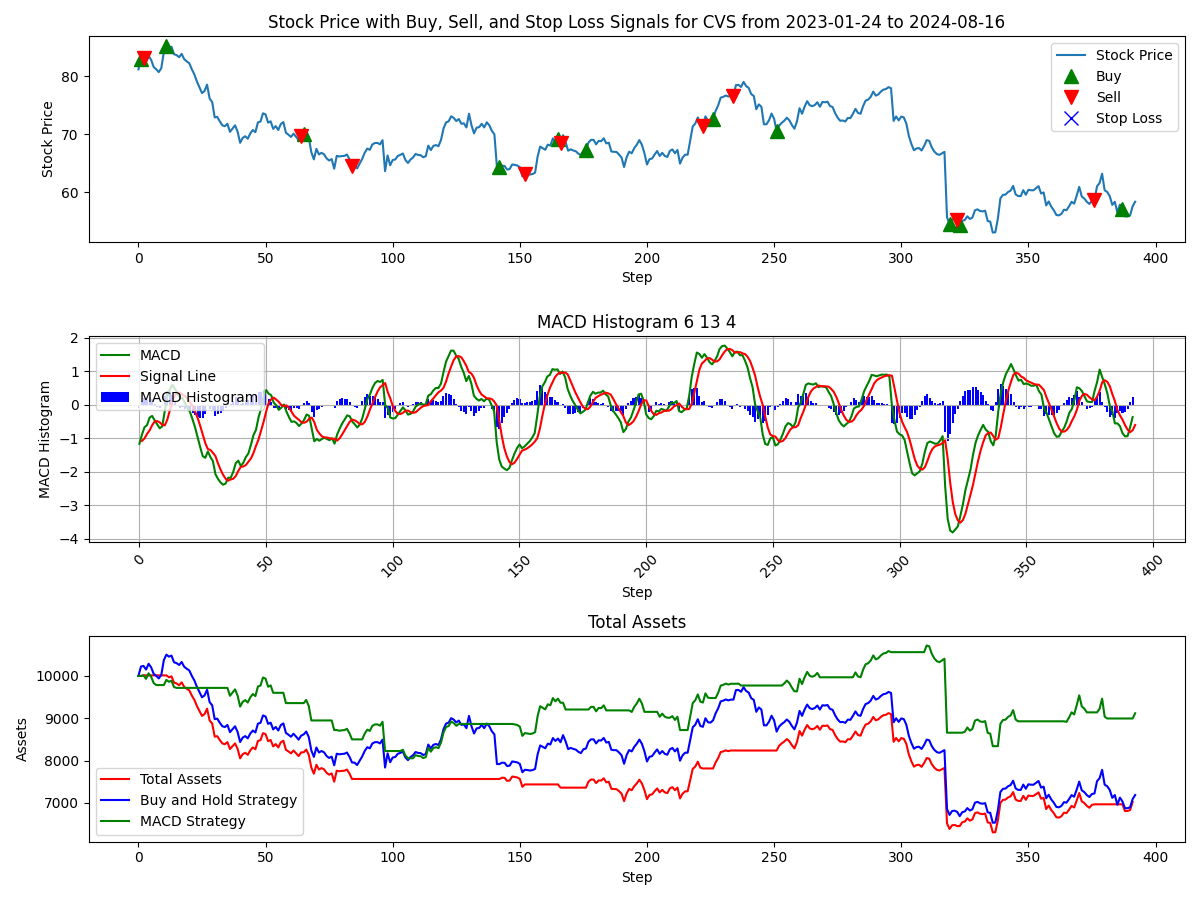 Stock Price with Buy, Sell, and Stop Loss Signals for CVS from 2023-01-24 to 2024-08-16
Stock Price
80
70
60
Stock Price
Buy
Sell
Stop Loss
0 50 100 150 200 250 300 350 400
Step
MACD Histogram 6 13 4
MACD Histogram
2
1
0
−1
−2
−3
−4
MACD
Signal Line
MACD Histogram
0 50 100 150 200 250 300 350 400
Step
Total Assets
Assets
10000
9000
8000
7000
Total Assets
Buy and Hold Strategy
MACD Strategy
0 50 100 150 200 250 300 350 400
Step